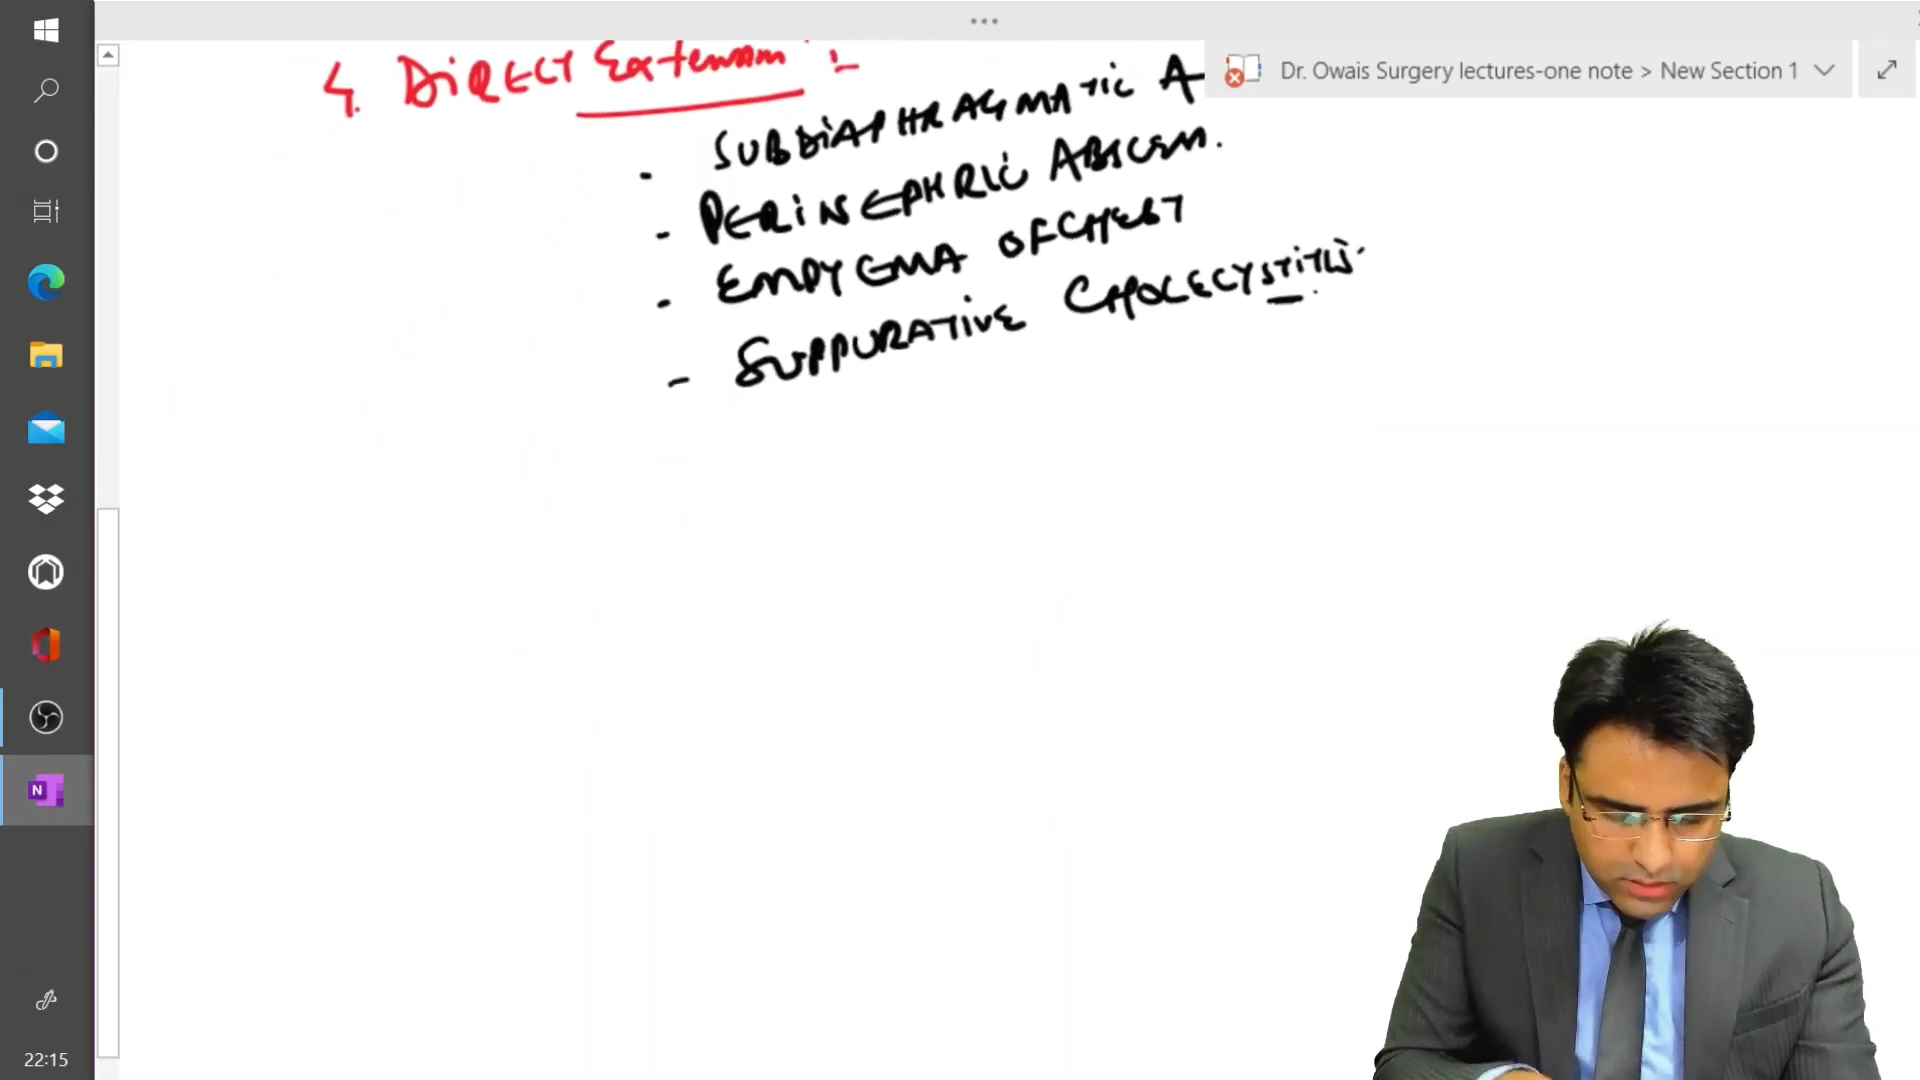 Dr. Owais Surgery lectures-one note > New Section 1
4. DIRECT Extension :-
- SUBDIAPHRAGMATIC A
- PERINEPHRIC ABSCESS.
- EMPYEMA OF CHEST
- SUPPURATIVE CHOLECYSTITIS.
N
22:15